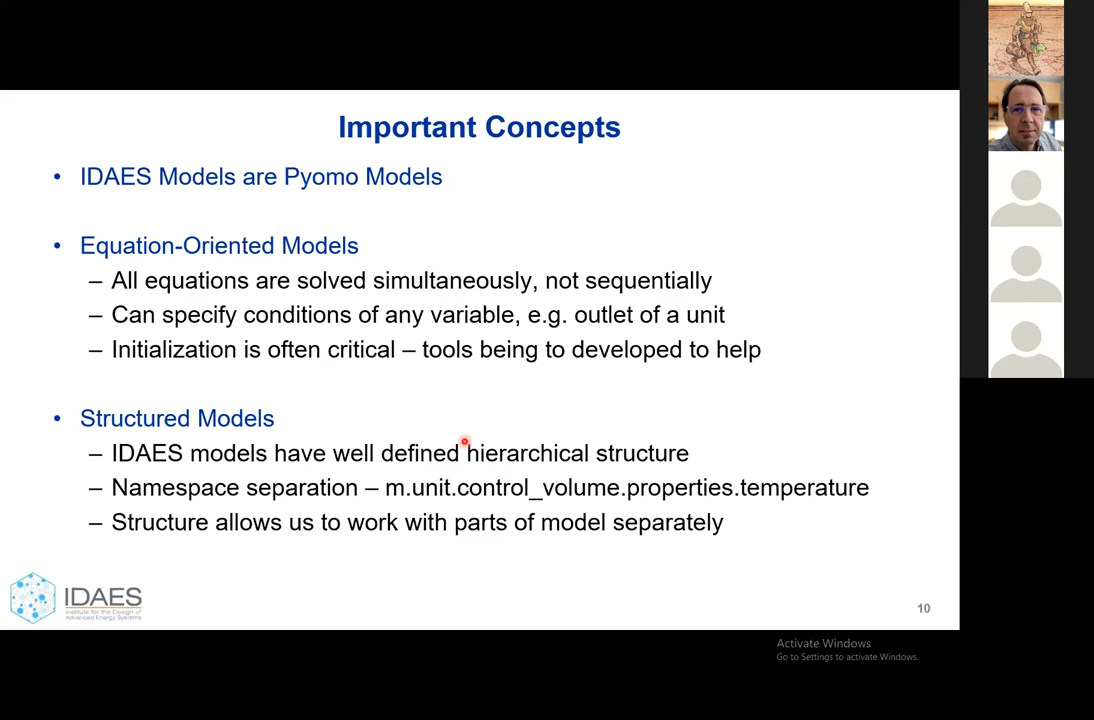 Important Concepts
• IDAES Models are Pyomo Models
• Equation-Oriented Models
– All equations are solved simultaneously, not sequentially
– Can specify conditions of any variable, e.g. outlet of a unit
– Initialization is often critical – tools being to developed to help
• Structured Models
– IDAES models have well defined hierarchical structure
– Namespace separation – m.unit.control_volume.properties.temperature
– Structure allows us to work with parts of model separately
IDAES
Institute for the Design of
Advanced Energy Systems
10
Activate Windows
Go to Settings to activate Windows.